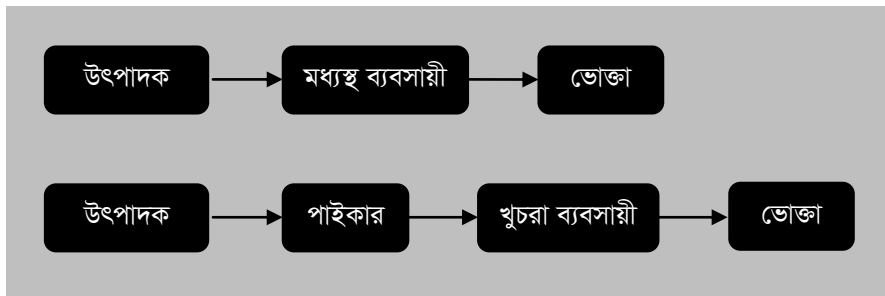 উৎপাদক মধ্যস্থ ব্যবসায়ী ভোক্তা
উৎপাদক পাইকার খুচরা ব্যবসায়ী ভোক্তা